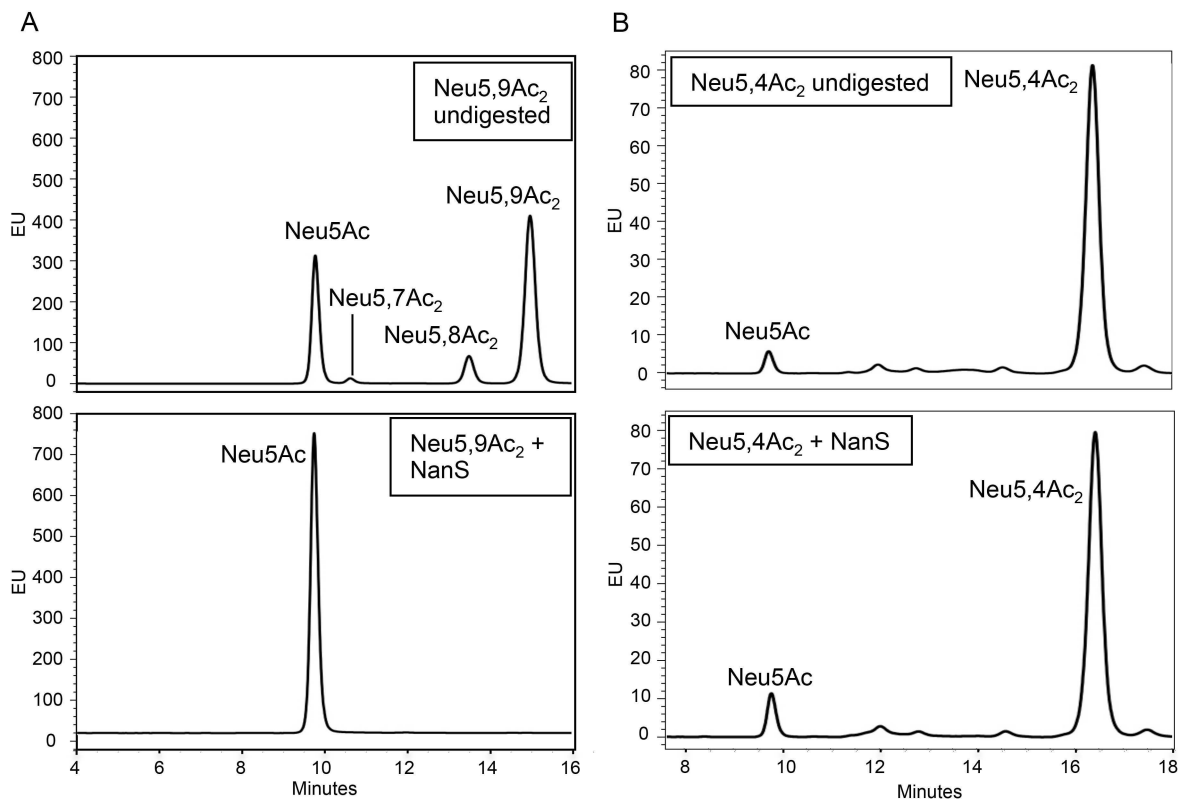 A
B
800
700
600
500
400
300
200
100
0
EU
Neu5,9Ac₂
undigested
Neu5Ac
Neu5,7Ac₂
Neu5,8Ac₂
Neu5,9Ac₂
80
70
60
50
40
30
20
10
0
EU
Neu5,4Ac₂ undigested
Neu5,4Ac₂
Neu5Ac
800
700
600
500
400
300
200
100
0
EU
Neu5Ac
Neu5,9Ac₂ +
NanS
4 6 8 10 12 14 16
Minutes
80
70
60
50
40
30
20
10
0
EU
Neu5,4Ac₂ + NanS
Neu5,4Ac₂
Neu5Ac
8 10 12 14 16 18
Minutes